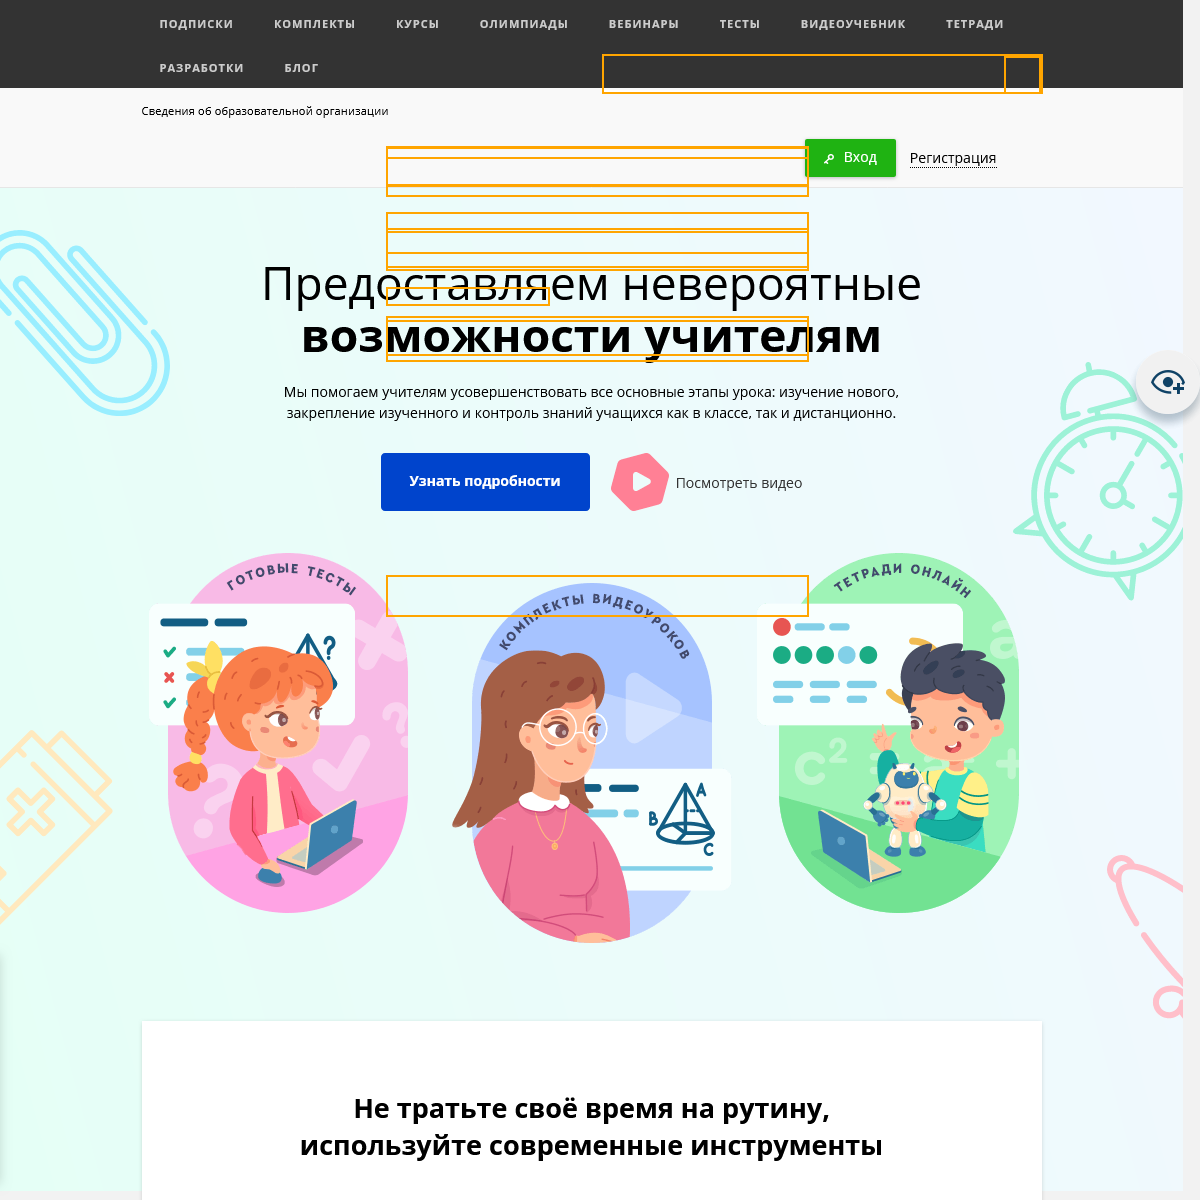 ПОДПИСКИ КОМПЛЕКТЫ КУРСЫ ОЛИМПИАДЫ ВЕБИНАРЫ ТЕСТЫ ВИДЕОУЧЕБНИК ТЕТРАДИ
РАЗРАБОТКИ БЛОГ
Сведения об образовательной организации
Вход Регистрация
Предоставляем невероятные
возможности учителям
Мы помогаем учителям усовершенствовать все основные этапы урока: изучение нового,
закрепление изученного и контроль знаний учащихся как в классе, так и дистанционно.
Узнать подробности
Посмотреть видео
ГОТОВЫЕ ТЕСТЫ
?
?
?
КОМПЛЕКТЫ ВИДЕОУРОКОВ
A
B
C
ТЕТРАДИ ОНЛАЙН
a
c²
+
+
Не тратьте своё время на рутину,
используйте современные инструменты